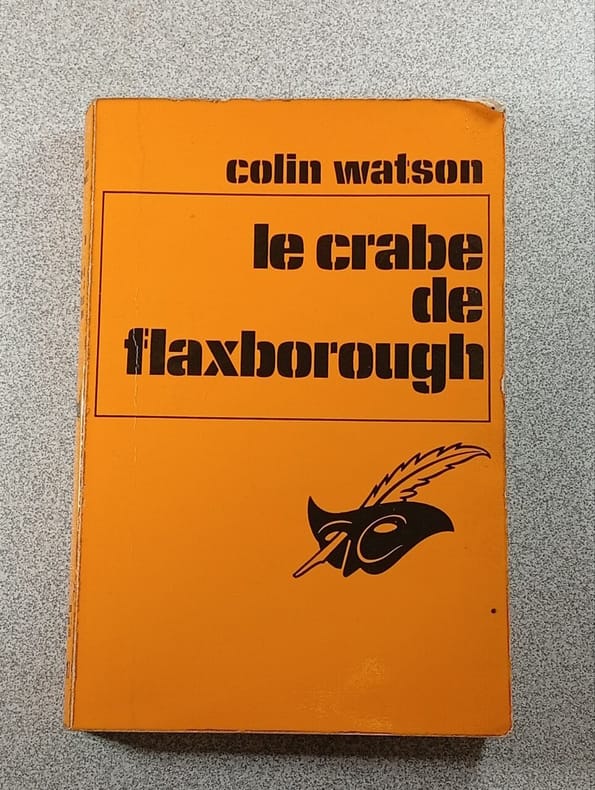 colin watson
le crabe
de
flaxborough